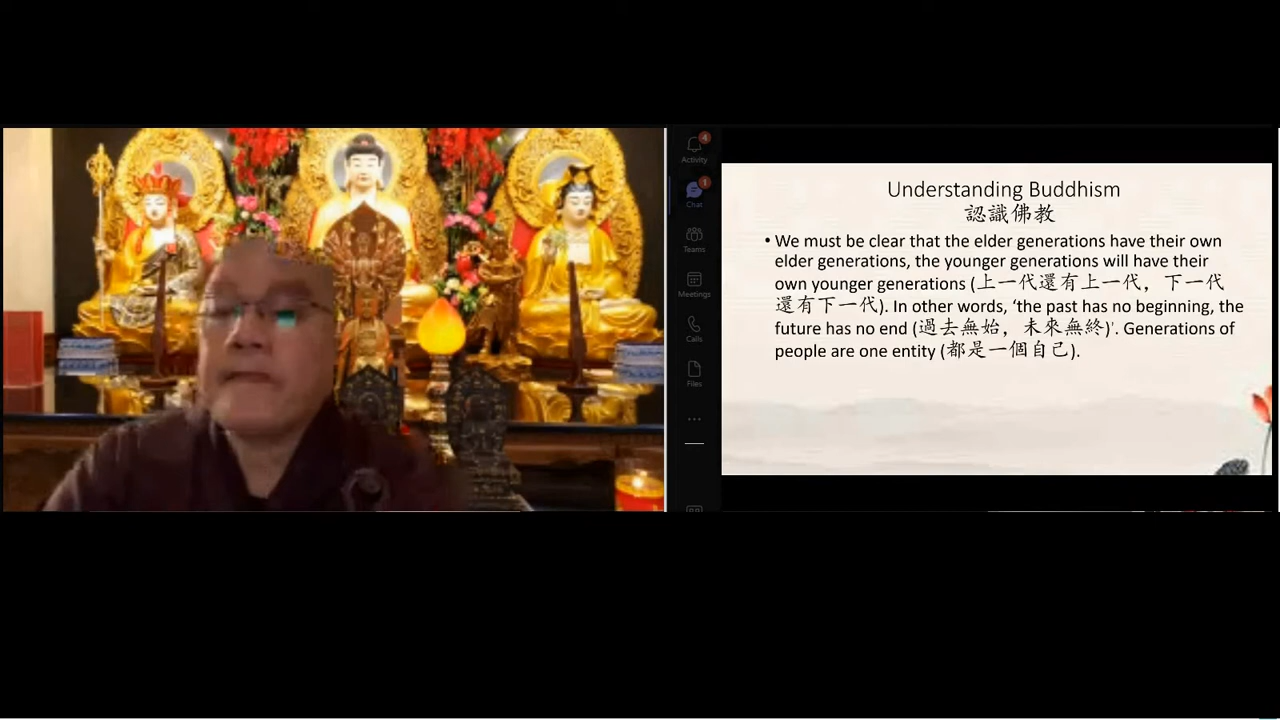 4
Activity
1
Chat
Teams
Meetings
Calls
Files
Understanding Buddhism
認識佛教
• We must be clear that the elder generations have their own
elder generations, the younger generations will have their
own younger generations (上一代還有上一代，下一代
還有下一代). In other words, ‘the past has no beginning, the
future has no end (過去無始，未來無終)’. Generations of
people are one entity (都是一個自己).